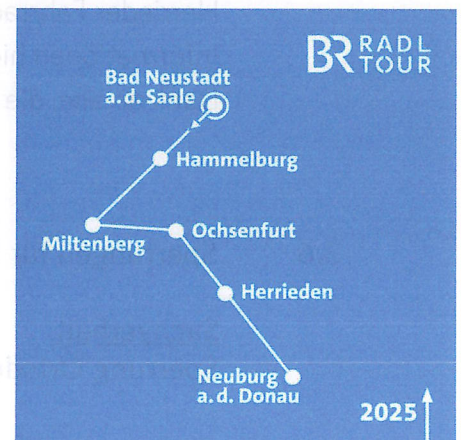 BR RADL
TOUR
Bad Neustadt
a. d. Saale
Hammelburg
Miltenberg
Ochsenfurt
Herrieden
Neuburg
a. d. Donau
2025